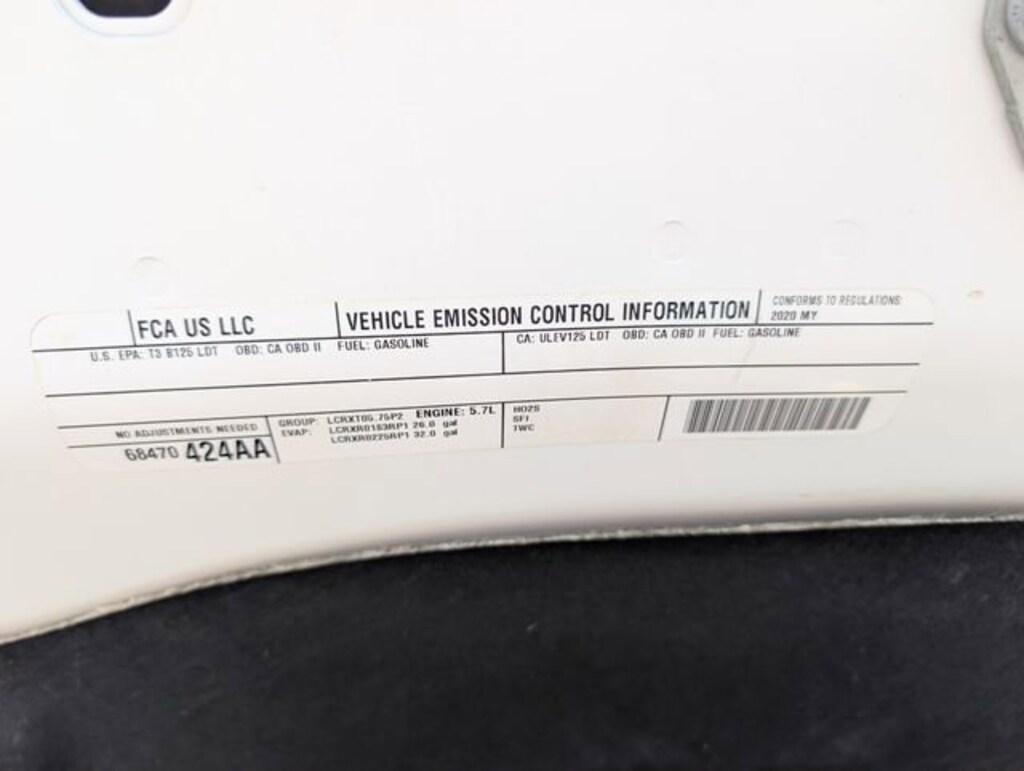 FCA US LLC
VEHICLE EMISSION CONTROL INFORMATION
CONFORMS TO REGULATIONS:
2020 MY
U.S. EPA: T3 B125 LDT OBD: CA OBD II FUEL: GASOLINE
CA: ULEV125 LDT OBD: CA OBD II FUEL: GASOLINE
NO ADJUSTMENTS NEEDED
68470 424AA
GROUP: LCRXT05.75P2 ENGINE: 5.7L
EVAP: LCRXR0183RP1 26.0 gal
LCRXR0225RP1 32.0 gal
HO2S
SFI
TWC